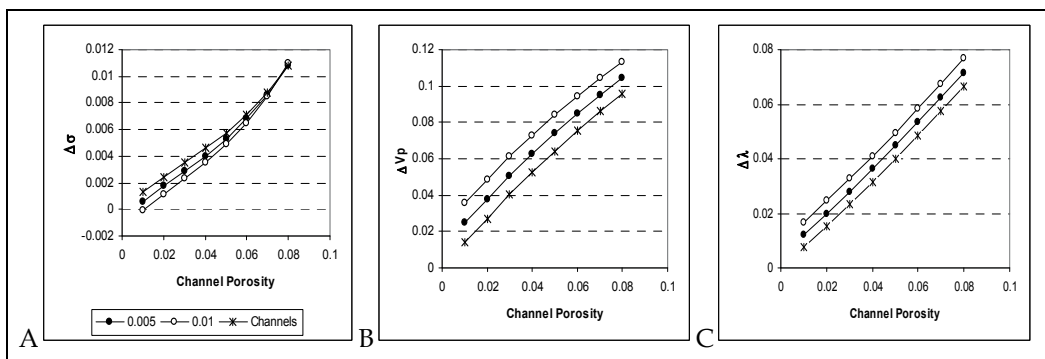 0.012
0.01
0.008
0.006
0.004
0.002
0
-0.002
Δσ
0 0.02 0.04 0.06 0.08 0.1
Channel Porosity
0.005 0.01 Channels
A
0.12
0.1
0.08
0.06
0.04
0.02
0
Δ Vp
0 0.02 0.04 0.06 0.08 0.1
Channel Porosity
B
0.08
0.06
0.04
0.02
0
Δλ
0 0.02 0.04 0.06 0.08 0.1
Channel Porosity
C